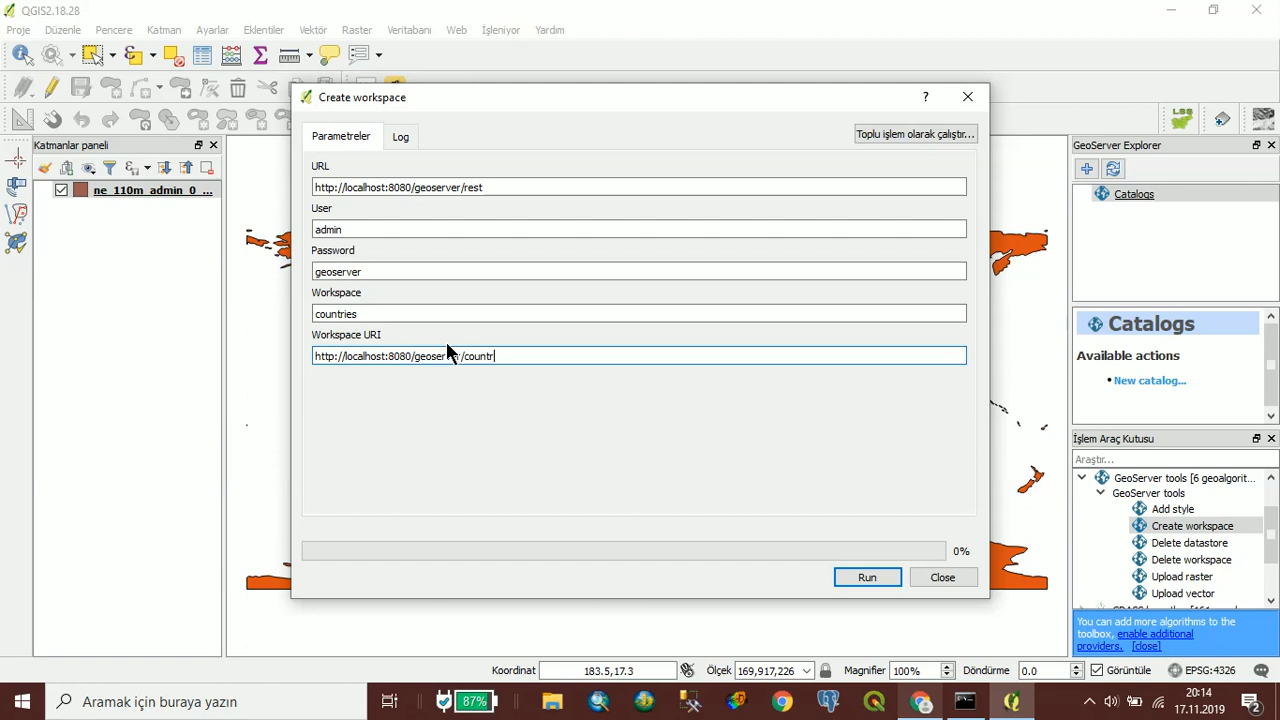 QGIS2.18.28
Proje Düzenle Pencere Katman Ayarlar Eklentiler Vektör Raster Veritabanı Web İşleniyor Yardım
Create workspace
?
Parametreler Log Toplu işlem olarak çalıştır...
URL
http://localhost:8080/geoserver/rest
User
admin
Password
geoserver
Workspace
countries
Workspace URI
http://localhost:8080/geoser /countr
0%
Run Close
Katmanlar paneli
ne_110m_admin_0_...
GeoServer Explorer
Catalogs
Catalogs
Available actions
• New catalog...
İşlem Araç Kutusu
Araştır...
GeoServer tools [6 geoalgorit...
GeoServer tools
Add style
Create workspace
Delete datastore
Delete workspace
Upload raster
Upload vector
You can add more algorithms to the
toolbox, enable additional
providers. [close]
Koordinat 183.5,17.3 Ölçek 169,917,226 Magnifier 100% Döndürme 0.0 Görüntüle EPSG:4326
Aramak için buraya yazın
87%
20:14
17.11.2019
2